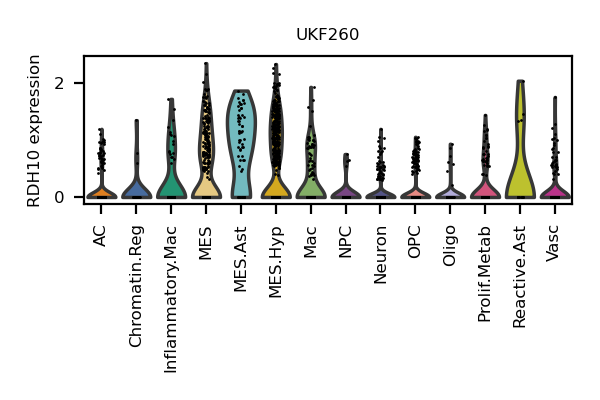 UKF260
RDH10 expression
2
0
AC
Chromatin.Reg
Inflammatory.Mac
MES
MES.Ast
MES.Hyp
Mac
NPC
Neuron
OPC
Oligo
Prolif.Metab
Reactive.Ast
Vasc